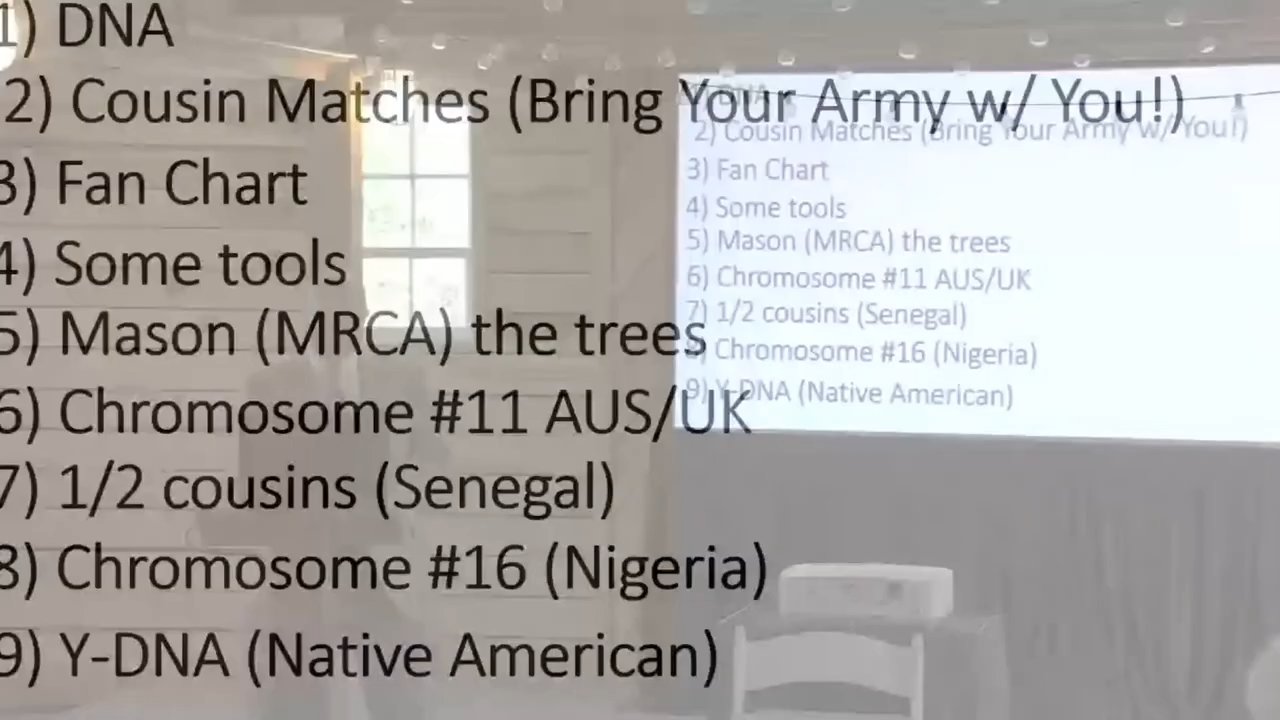 1) DNA
2) Cousin Matches (Bring Your Army w/ You!)
3) Fan Chart
4) Some tools
5) Mason (MRCA) the trees
6) Chromosome #11 AUS/UK
7) 1/2 cousins (Senegal)
8) Chromosome #16 (Nigeria)
9) Y-DNA (Native American)
DNA
2) Cousin Matches (Bring Your Army w/ You!)
3) Fan Chart
4) Some tools
5) Mason (MRCA) the trees
6) Chromosome #11 AUS/UK
7) 1/2 cousins (Senegal)
8) Chromosome #16 (Nigeria)
9) Y-DNA (Native American)